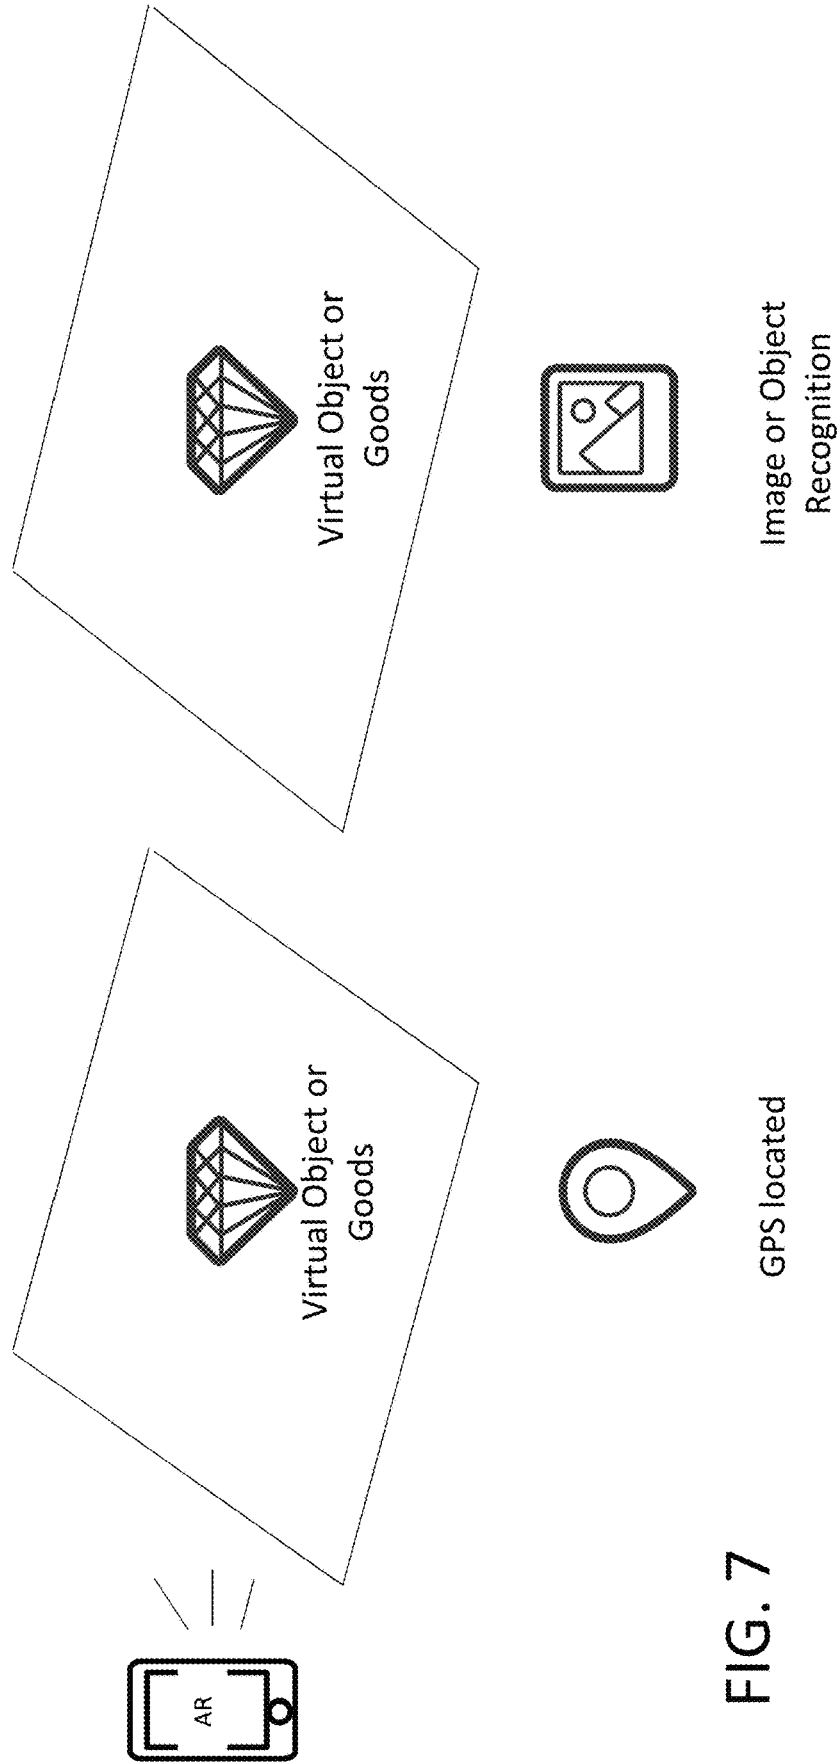 AR
Virtual Object or
Goods
Virtual Object or
Goods
GPS located
Image or Object
Recognition
FIG. 7